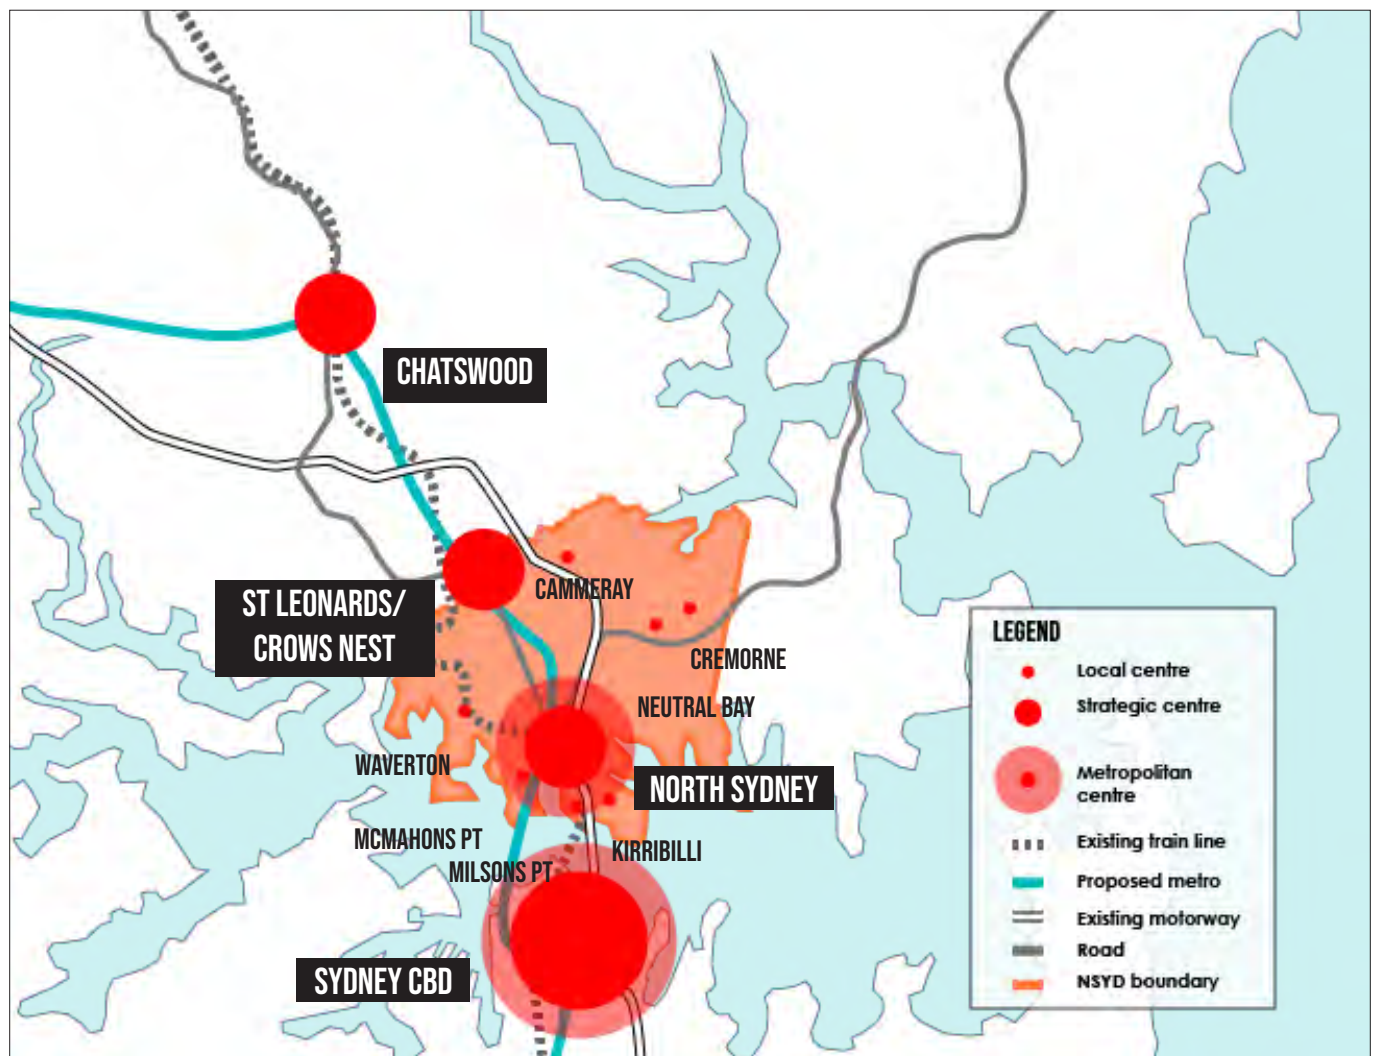 CHATSWOOD
ST LEONARDS/
CROWS NEST
CAMMERAY
CREMORNE
NEUTRAL BAY
WAVERTON
NORTH SYDNEY
MCMAHONS PT
KIRRIBILLI
MILSONS PT
SYDNEY CBD
LEGEND
Local centre
Strategic centre
Metropolitan
centre
Existing train line
Proposed metro
Existing motorway
Road
NSYD boundary